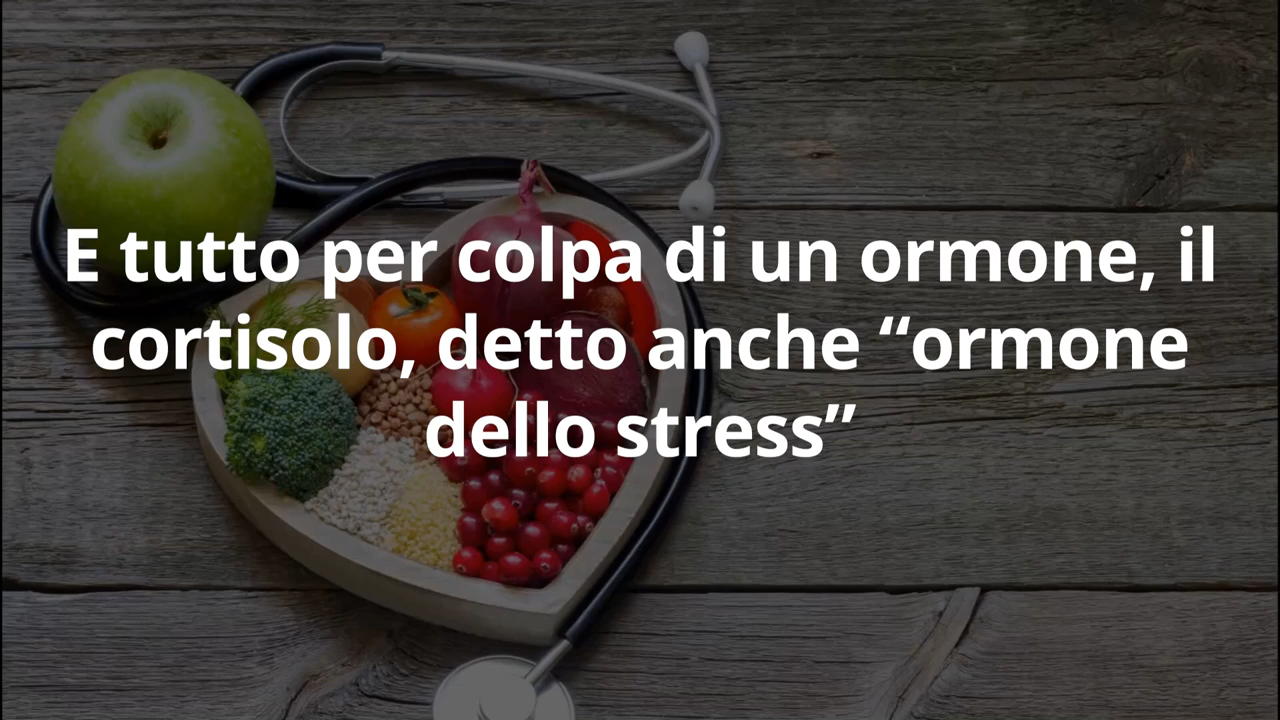 E tutto per colpa di un ormone, il
cortisolo, detto anche “ormone
dello stress”